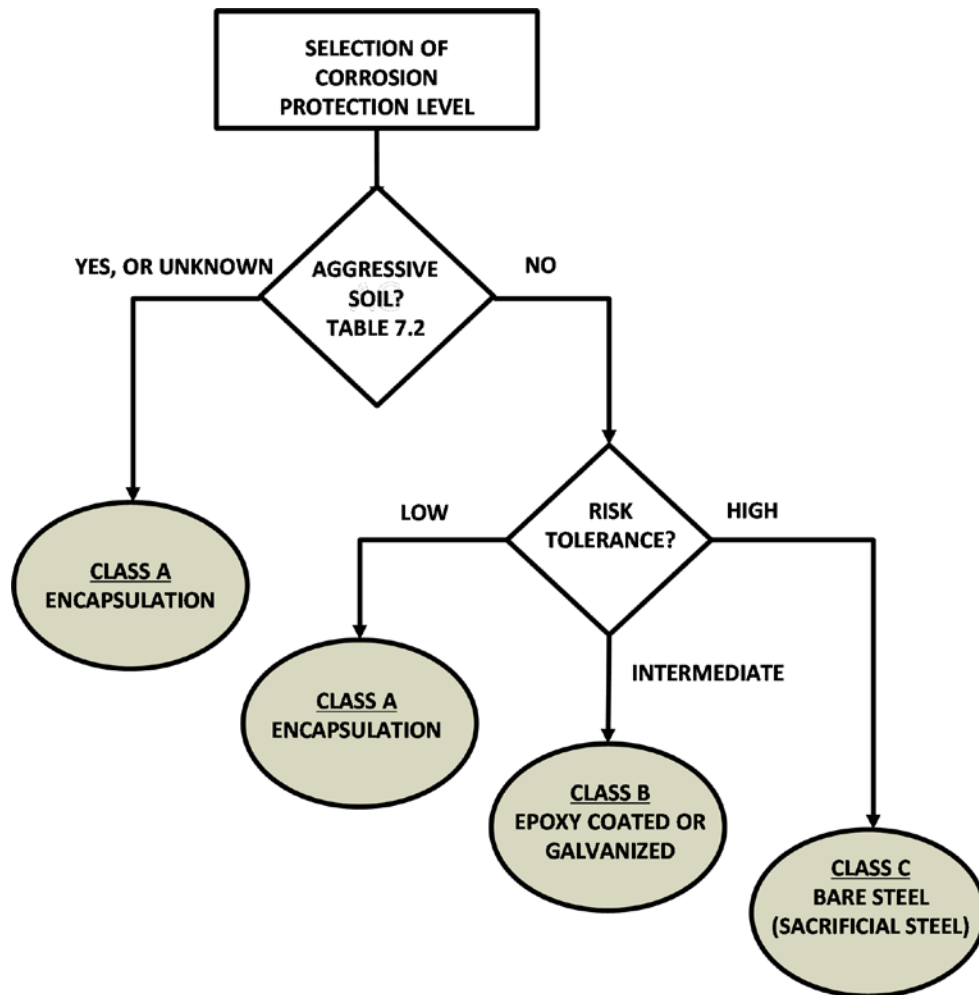 SELECTION OF
CORROSION
PROTECTION LEVEL
YES, OR UNKNOWN
AGGRESSIVE
SOIL?
TABLE 7.2
NO
LOW
RISK
TOLERANCE?
HIGH
CLASS A
ENCAPSULATION
INTERMEDIATE
CLASS A
ENCAPSULATION
CLASS B
EPOXY COATED OR
GALVANIZED
CLASS C
BARE STEEL
(SACRIFICIAL STEEL)